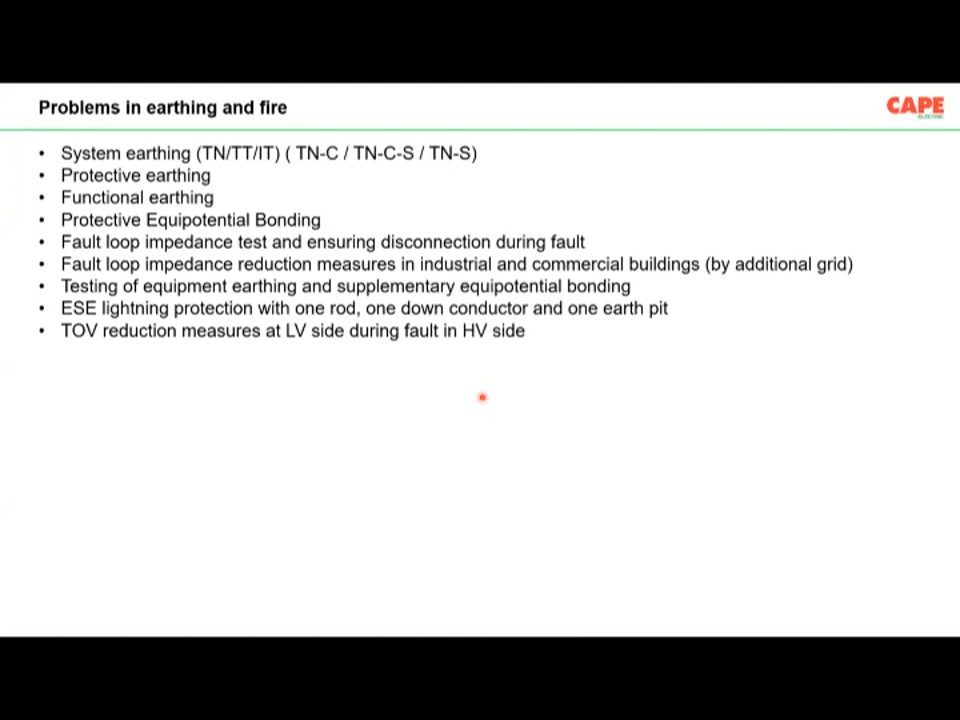 Problems in earthing and fire
CAPE
ELECTRIC
• System earthing (TN/TT/IT) ( TN-C / TN-C-S / TN-S)
• Protective earthing
• Functional earthing
• Protective Equipotential Bonding
• Fault loop impedance test and ensuring disconnection during fault
• Fault loop impedance reduction measures in industrial and commercial buildings (by additional grid)
• Testing of equipment earthing and supplementary equipotential bonding
• ESE lightning protection with one rod, one down conductor and one earth pit
• TOV reduction measures at LV side during fault in HV side